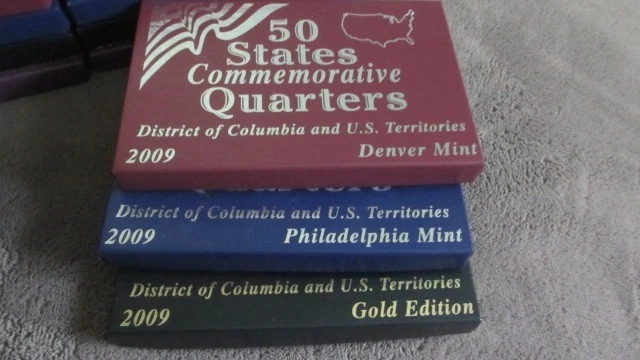 50
States
Commemorative
Quarters
District of Columbia and U.S. Territories
2009 Denver Mint
Quarters
District of Columbia and U.S. Territories
2009 Philadelphia Mint
District of Columbia and U.S. Territories
2009 Gold Edition